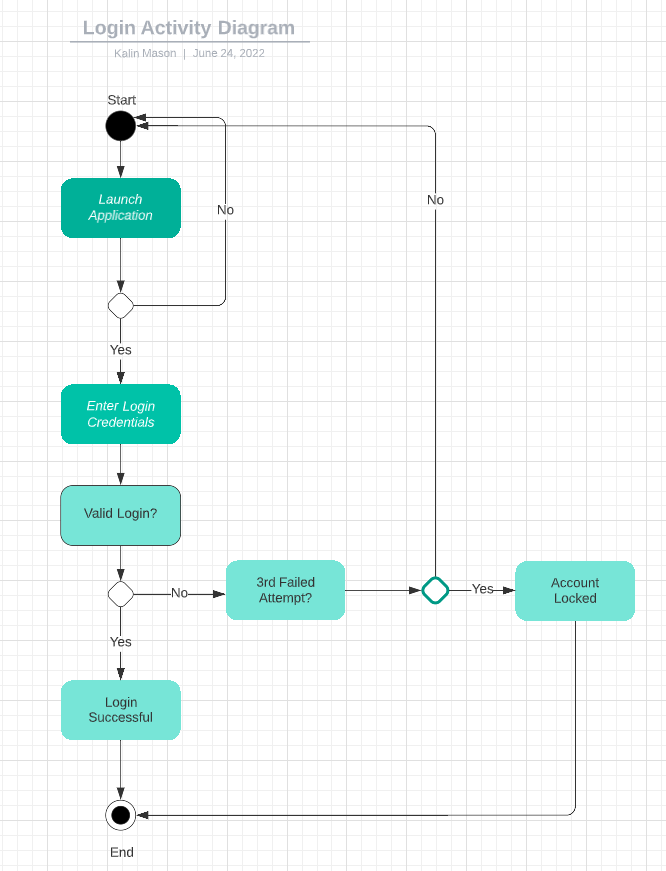 Login Activity Diagram
Kalin Mason | June 24, 2022
Start
Launch
Application
No
No
Yes
Enter Login
Credentials
Valid Login?
No
3rd Failed
Attempt?
Yes
Account
Locked
Yes
Login
Successful
End